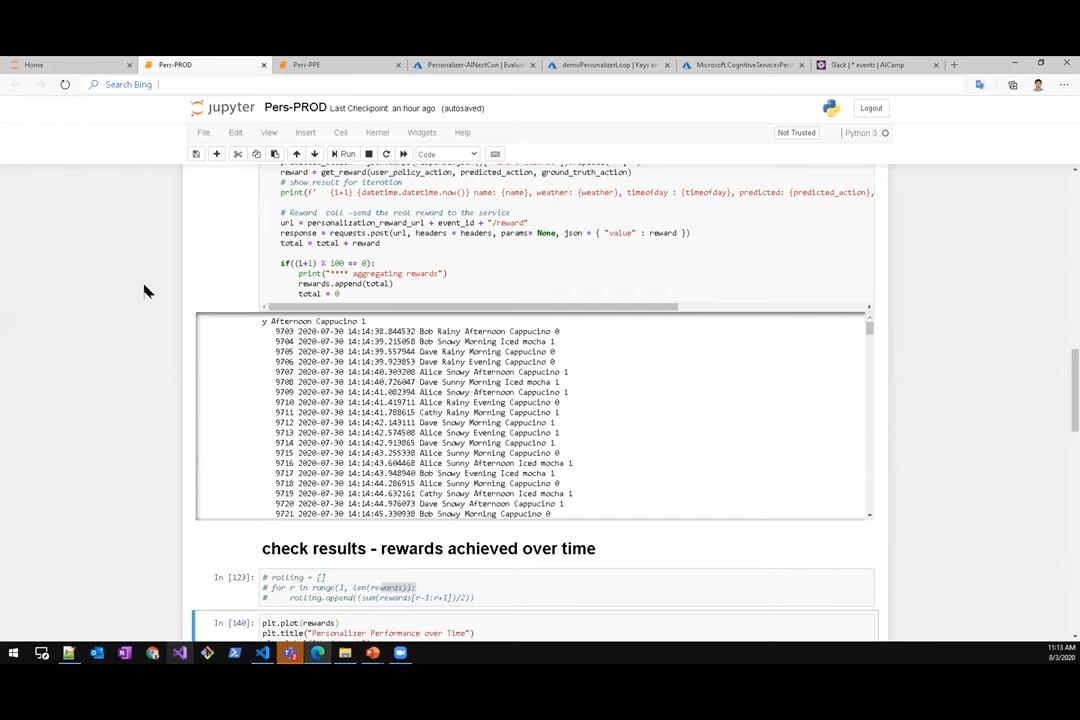 Home
Pers-PROD
Pers-PPE
Personalizer-AINextCon | Evaluat
demoPersonalizerLoop | Keys an
Microsoft.CognitiveServicesPers
Slack | * events | AICamp
Search Bing
jupyter Pers-PROD Last Checkpoint: an hour ago (autosaved)
Logout
File Edit View Insert Cell Kernel Widgets Help
Not Trusted
Python 3
Run
Code
reward = get_reward(user_policy_action, predicted_action, ground_truth_action)
# show result for iteration
print(f' {i+1} {datetime.datetime.now()} name: {name}, weather: {weather}, timeofday : {timeofday}, predicted: {predicted_action},
# Reward call -send the real reward to the service
url = personalization_reward_url + event_id + "/reward"
response = requests.post(url, headers = headers, params= None, json = { "value" : reward })
total = total + reward
if((i+1) % 100 == 0):
print("**** aggregating rewards")
rewards.append(total)
total = 0
y Afternoon Cappucino 1
9703 2020-07-30 14:14:38.844532 Bob Rainy Afternoon Cappucino 0
9704 2020-07-30 14:14:39.215058 Bob Snowy Morning Iced mocha 1
9705 2020-07-30 14:14:39.557944 Dave Rainy Morning Cappucino 0
9706 2020-07-30 14:14:39.923853 Dave Rainy Evening Cappucino 0
9707 2020-07-30 14:14:40.303208 Alice Snowy Afternoon Cappucino 1
9708 2020-07-30 14:14:40.726047 Dave Sunny Morning Iced mocha 1
9709 2020-07-30 14:14:41.082394 Alice Snowy Afternoon Cappucino 1
9710 2020-07-30 14:14:41.419711 Alice Rainy Evening Cappucino 0
9711 2020-07-30 14:14:41.788615 Cathy Rainy Morning Cappucino 1
9712 2020-07-30 14:14:42.143111 Dave Snowy Morning Cappucino 1
9713 2020-07-30 14:14:42.574508 Alice Snowy Evening Cappucino 1
9714 2020-07-30 14:14:42.913865 Dave Snowy Morning Cappucino 1
9715 2020-07-30 14:14:43.255338 Bob Snowy Morning Cappucino 0
9716 2020-07-30 14:14:43.604468 Alice Sunny Afternoon Iced mocha 1
9717 2020-07-30 14:14:43.948940 Bob Snowy Evening Iced mocha 1
9718 2020-07-30 14:14:44.286915 Alice Sunny Morning Cappucino 0
9719 2020-07-30 14:14:44.632161 Cathy Snowy Afternoon Iced mocha 1
9720 2020-07-30 14:14:44.976073 Dave Snowy Afternoon Cappucino 1
9721 2020-07-30 14:14:45.330938 Bob Snowy Morning Cappucino 0
check results - rewards achieved over time
In [123]:
# rolling = []
# for r in range(1, len(rewards)):
# rolling.append((sum(rewards[r-1:r+1])/2))
In [140]:
plt.plot(rewards)
plt.title("Personalizer Performance over Time")
11:13 AM
8/3/2020